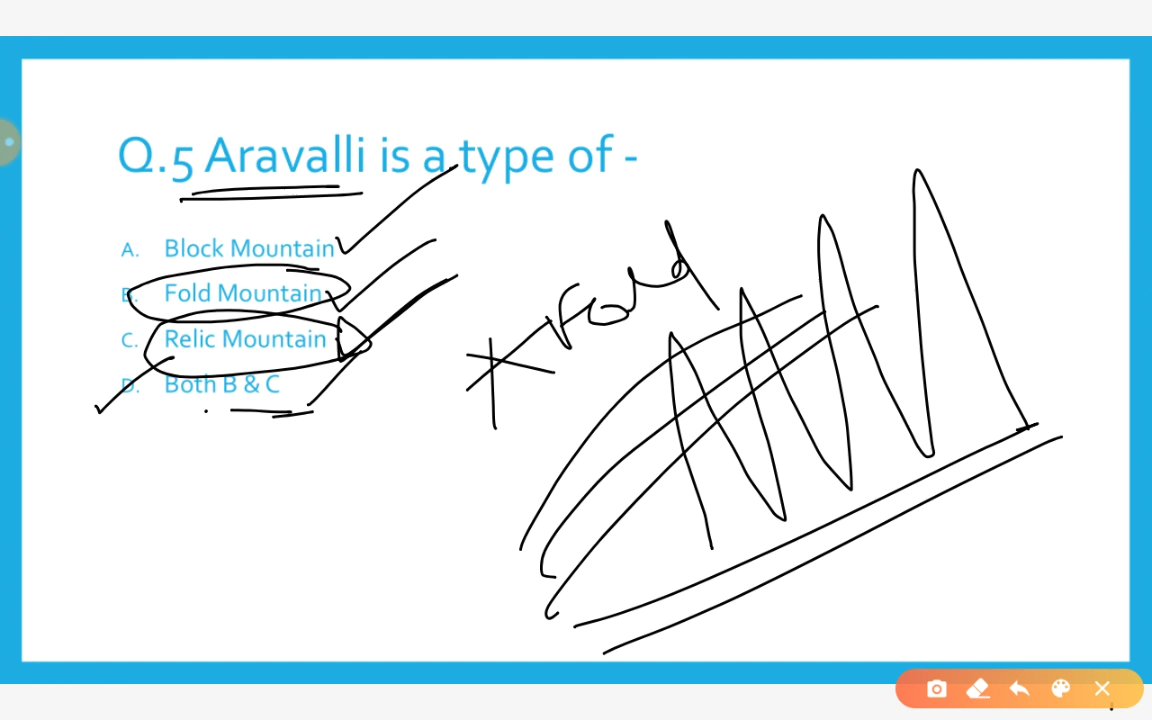 Q.5 Aravalli is a type of -
A. Block Mountain
B. Fold Mountain
C. Relic Mountain
D. Both B & C
Fold